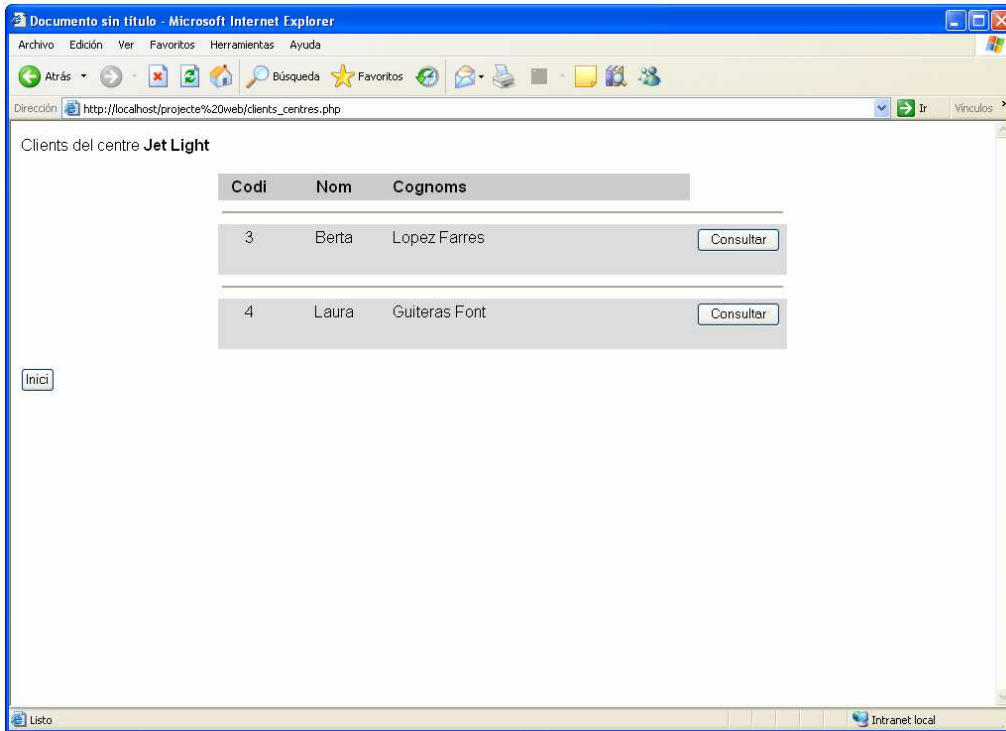 Documento sin título - Microsoft Internet Explorer
Archivo Edición Ver Favoritos Herramientas Ayuda
Atrás Búsqueda Favoritos
Dirección http://localhost/projecte%20web/clients_centres.php Ir Vínculos »
Clients del centre Jet Light
Codi Nom Cognoms
3 Berta Lopez Farres Consultar
4 Laura Guiteras Font Consultar
Inici
Listo Intranet local